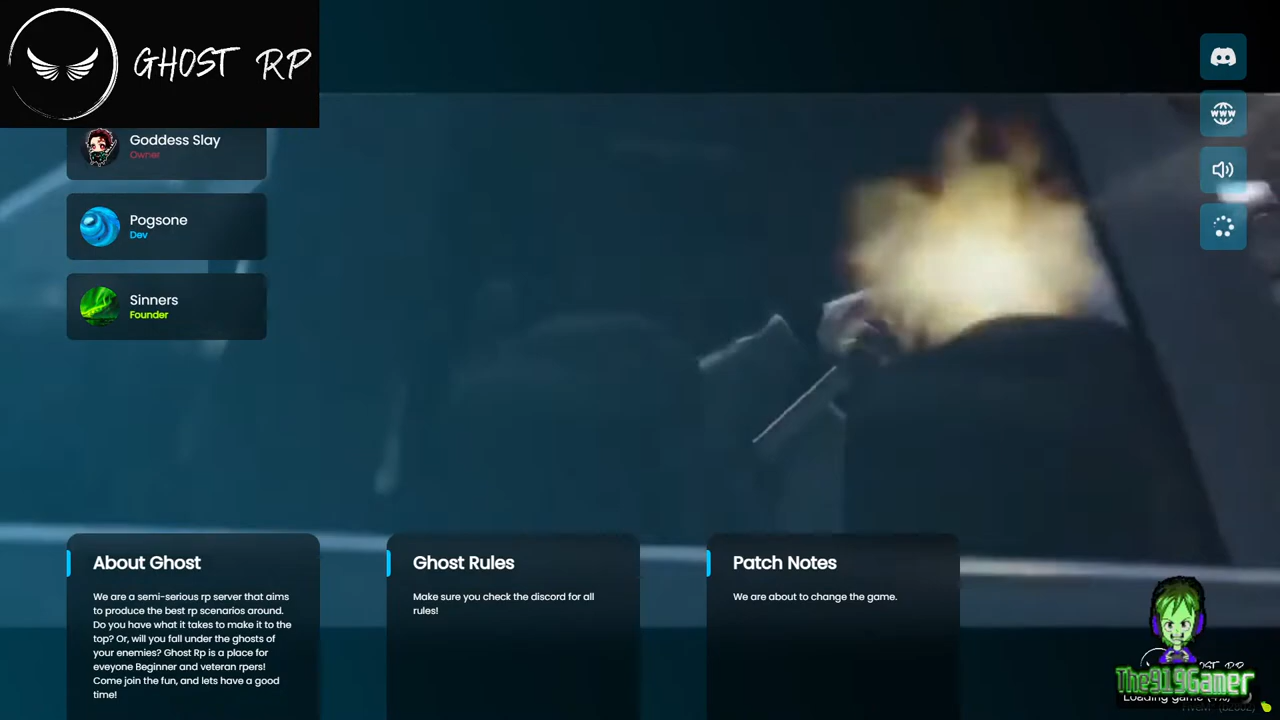 GHOST RP
Goddess Slay
Owner
Pogsone
Dev
Sinners
Founder
WWW
About Ghost
We are a semi-serious rp server that aims
to produce the best rp scenarios around.
Do you have what it takes to make it to the
top? Or, will you fall under the ghosts of
your enemies? Ghost Rp is a place for
eveyone Beginner and veteran rpers!
Come join the fun, and lets have a good
time!
Ghost Rules
Make sure you check the discord for all
rules!
Patch Notes
We are about to change the game.
The919Gamer
Loading game